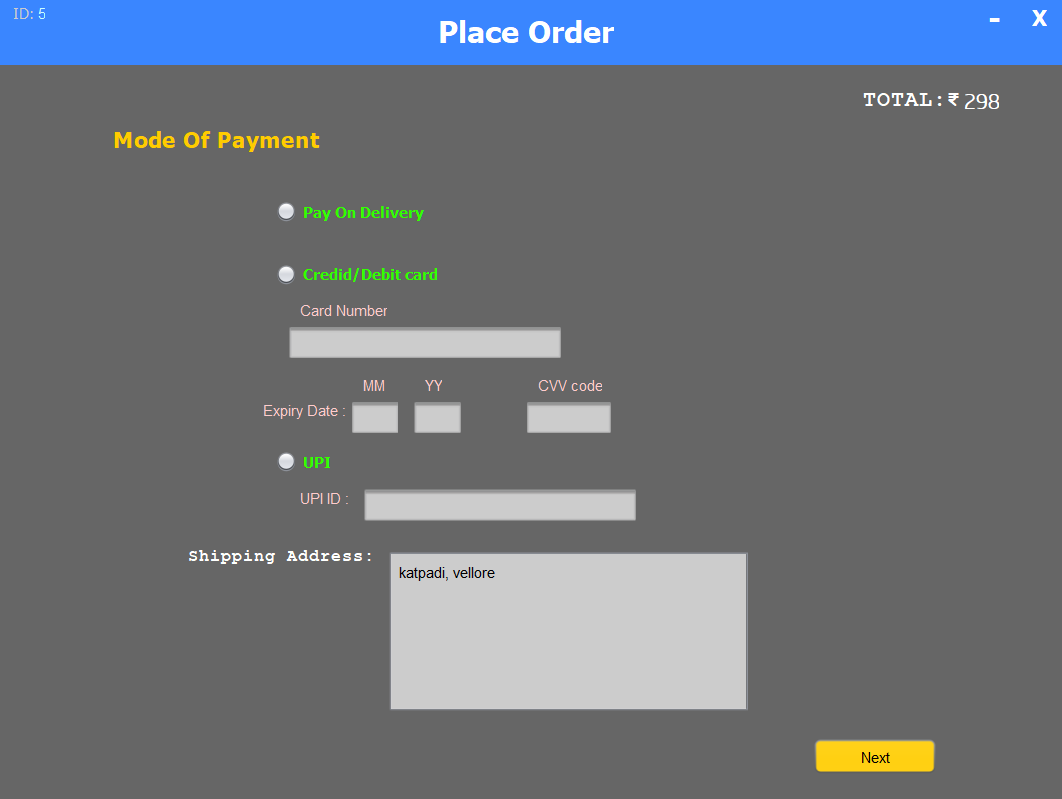 ID: 5
Place Order
- X
TOTAL:₹ 298
Mode Of Payment
Pay On Delivery
Credid/Debit card
Card Number
MM YY CVV code
Expiry Date :
UPI
UPI ID :
Shipping Address:
katpadi, vellore
Next